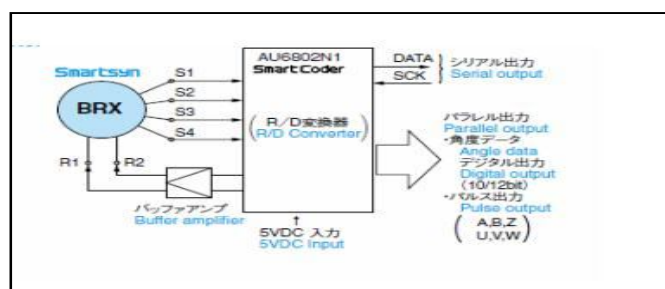 Smartsyn
BRX
S1
S2
S3
S4
R1
R2
バッファアンプ
Buffer amplifier
AU6802N1
SmartCoder
(R/D変換器
R/D Converter)
5VDC 入力
5VDC Input
DATA
SCK
シリアル出力
Serial output
パラレル出力
Parallel output
・角度データ
Angle data
デジタル出力
Digital output
(10/12bit)
・パルス出力
Pulse output
(A,B,Z
U,V,W)